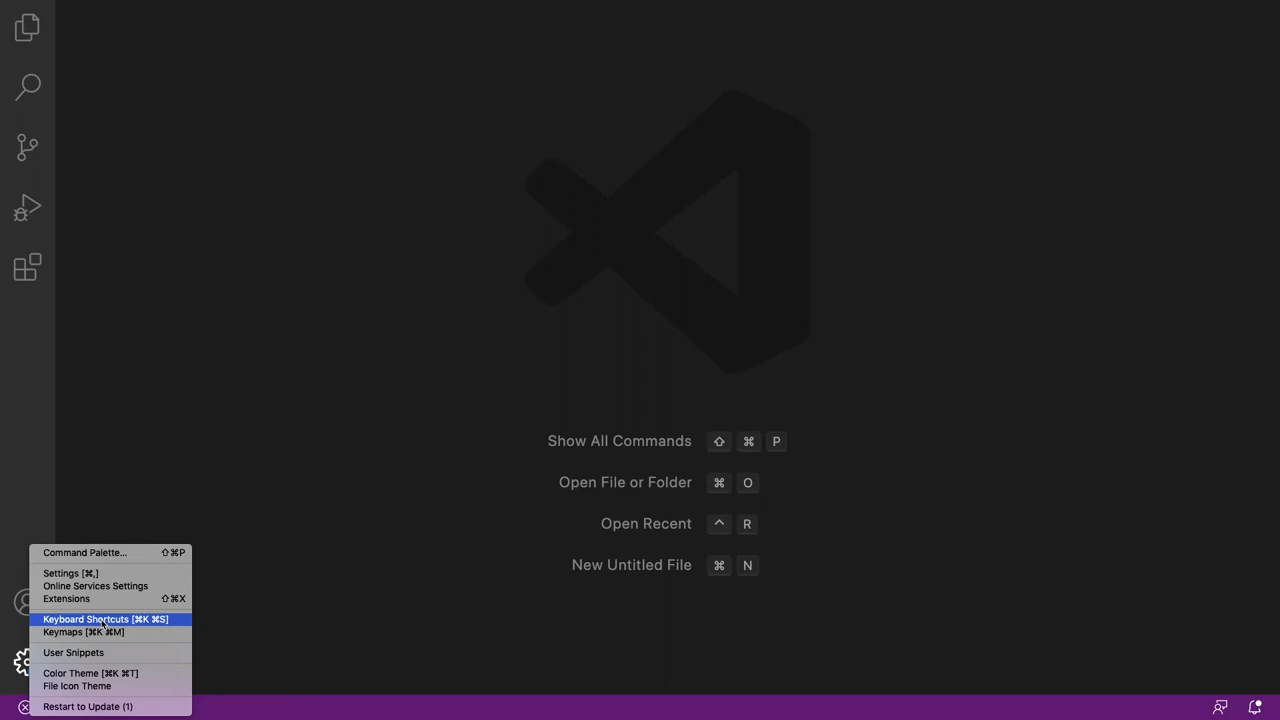 Show All Commands ⇧ ⌘ P
Open File or Folder ⌘ O
Open Recent ⌃ R
New Untitled File ⌘ N
Command Palette... ⇧⌘P
Settings [⌘,]
Online Services Settings
Extensions ⇧⌘X
Keyboard Shortcuts [⌘K ⌘S]
Keymaps [⌘K ⌘M]
User Snippets
Color Theme [⌘K ⌘T]
File Icon Theme
Restart to Update (1)